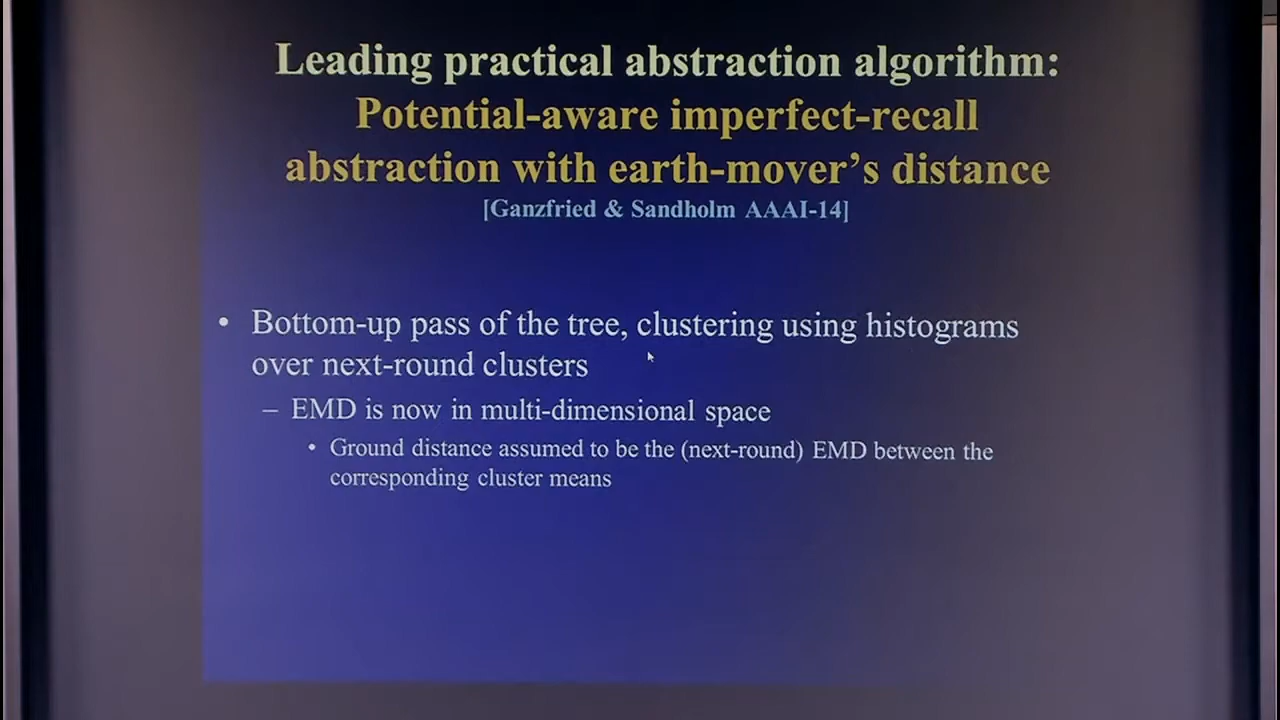 Leading practical abstraction algorithm:
Potential-aware imperfect-recall
abstraction with earth-mover's distance
[Ganzfried & Sandholm AAAI-14]
• Bottom-up pass of the tree, clustering using histograms
over next-round clusters
– EMD is now in multi-dimensional space
• Ground distance assumed to be the (next-round) EMD between the
corresponding cluster means